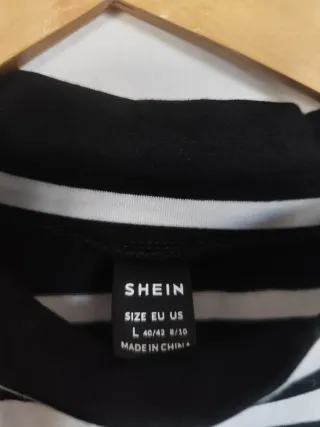 SHEIN
SIZE EU US
L 40/42 8/10
MADE IN CHINA